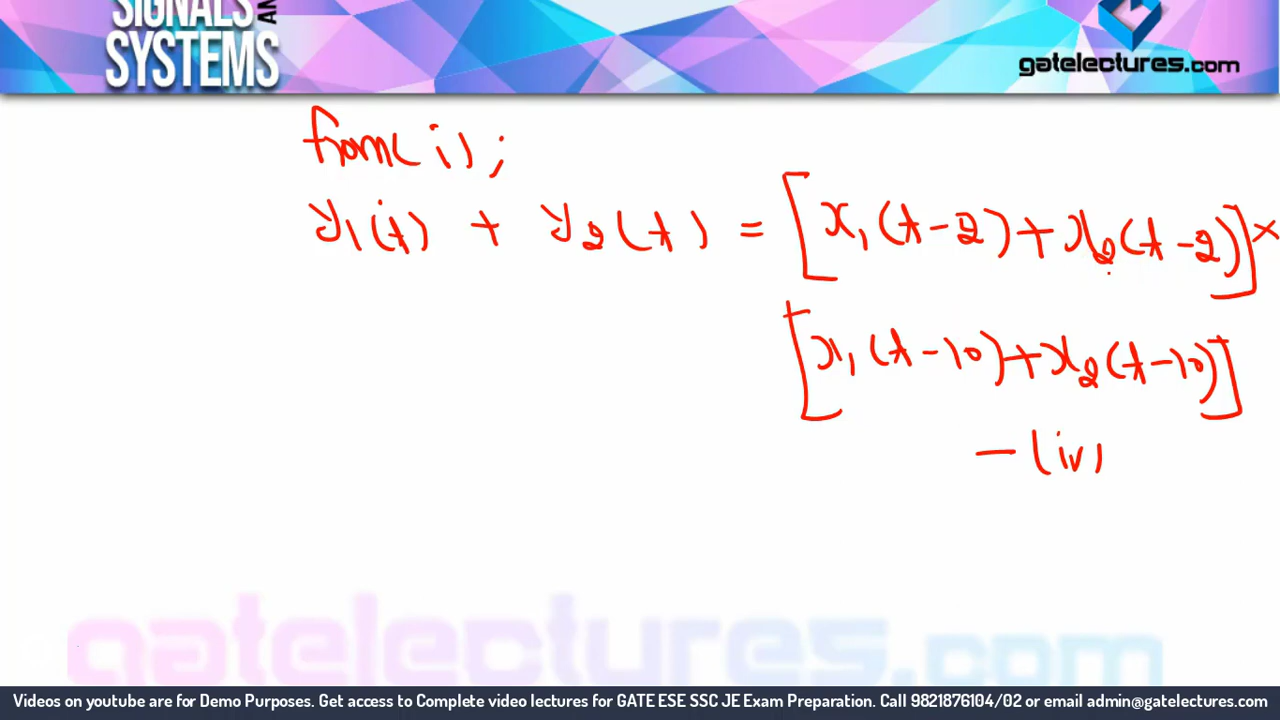 SIGNALS AND
SYSTEMS
gatelectures.com
from (i);
y₁(t) + y₂(t) = [x₁(t-2)+x₂(t-2)]×
[x₁(t-10)+x₂(t-10)]
— (iv)
gatelectures.com
Videos on youtube are for Demo Purposes. Get access to Complete video lectures for GATE ESE SSC JE Exam Preparation. Call 9821876104/02 or email admin@gatelectures.com